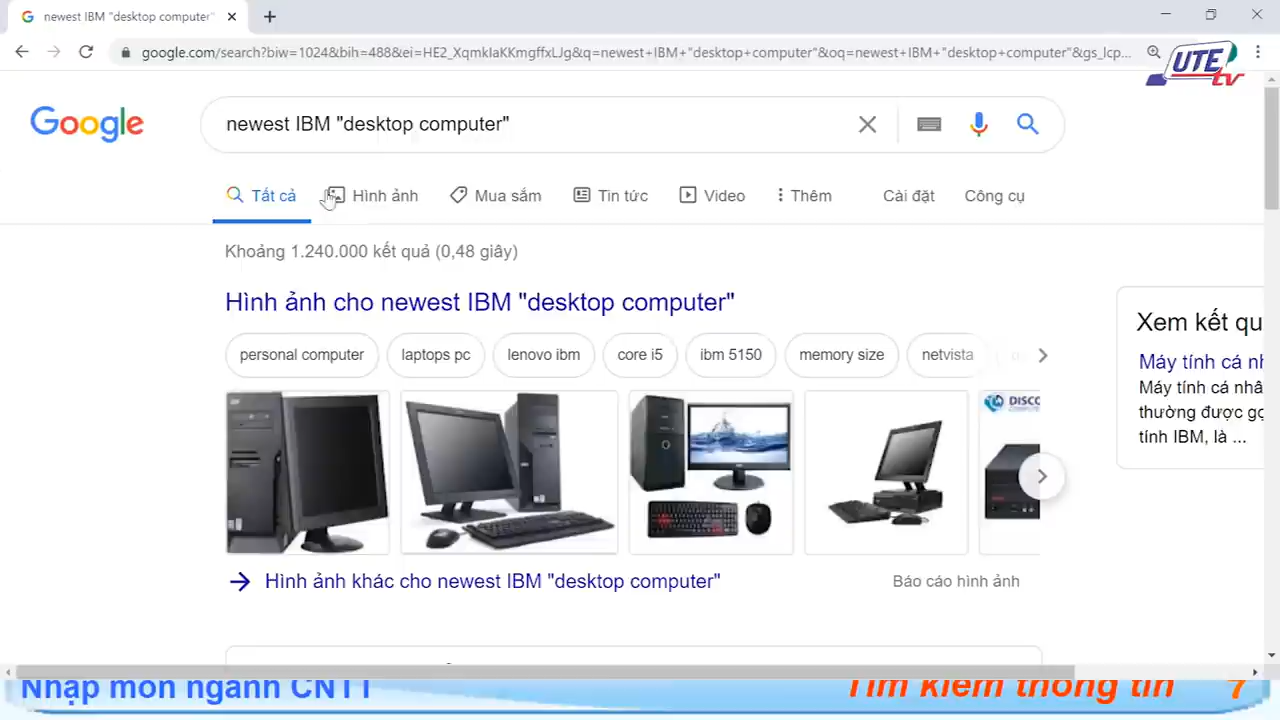 newest IBM "desktop computer"
google.com/search?biw=1024&bih=488&ei=HE2_XqmkIaKKmgffxLJg&q=newest+IBM+"desktop+computer"&oq=newest+IBM+"desktop+computer"&gs_lcp...
UTE tv
Google
newest IBM "desktop computer"
Tất cả Hình ảnh Mua sắm Tin tức Video Thêm Cài đặt Công cụ
Khoảng 1.240.000 kết quả (0,48 giây)
Hình ảnh cho newest IBM "desktop computer"
personal computer laptops pc lenovo ibm core i5 ibm 5150 memory size netvista
DISCO
Hình ảnh khác cho newest IBM "desktop computer" Báo cáo hình ảnh
Xem kết qu
Máy tính cá nh
Máy tính cá nhâ
thường được gọ
tính IBM, là ...
Nhập môn ngành CNTT Tìm kiếm thông tin 7